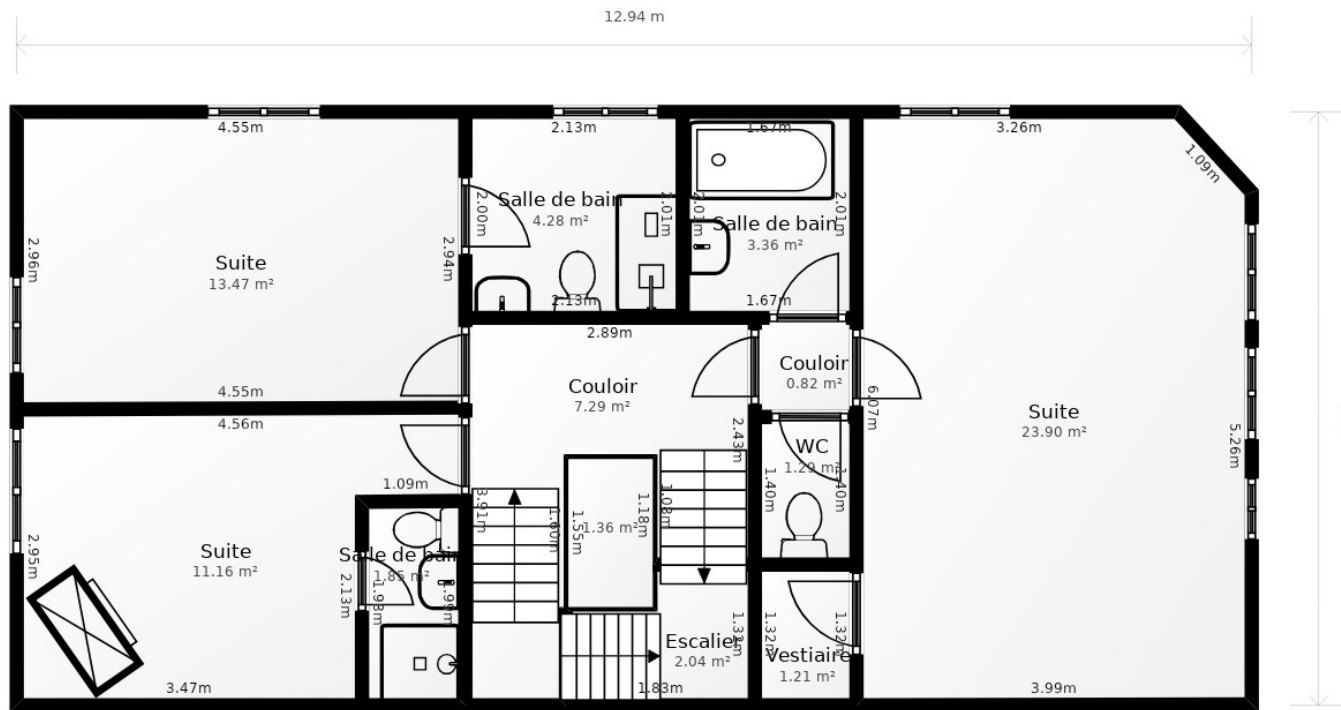 12.94 m
4.55m
2.13m
1.67m
3.26m
1.09m
Salle de bain
4.28 m²
2.00m
2.01m
2.01m
2.01m
Salle de bain
3.36 m²
2.96m
2.94m
Suite
13.47 m²
2.13m
1.67m
2.89m
Couloir
0.82 m²
Couloir
7.29 m²
4.55m
4.56m
6.07m
Suite
23.90 m²
5.26m
2.43m
WC
1.29 m²
1.40m
1.40m
1.09m
3.91m
1.60m
1.55m
1.36 m²
1.18m
1.08m
Suite
11.16 m²
2.95m
Salle de bain
1.85 m²
2.13m
1.98m
1.99m
Escalier
2.04 m²
1.32m
1.32m
1.32m
Vestiaire
1.21 m²
3.47m
1.83m
3.99m